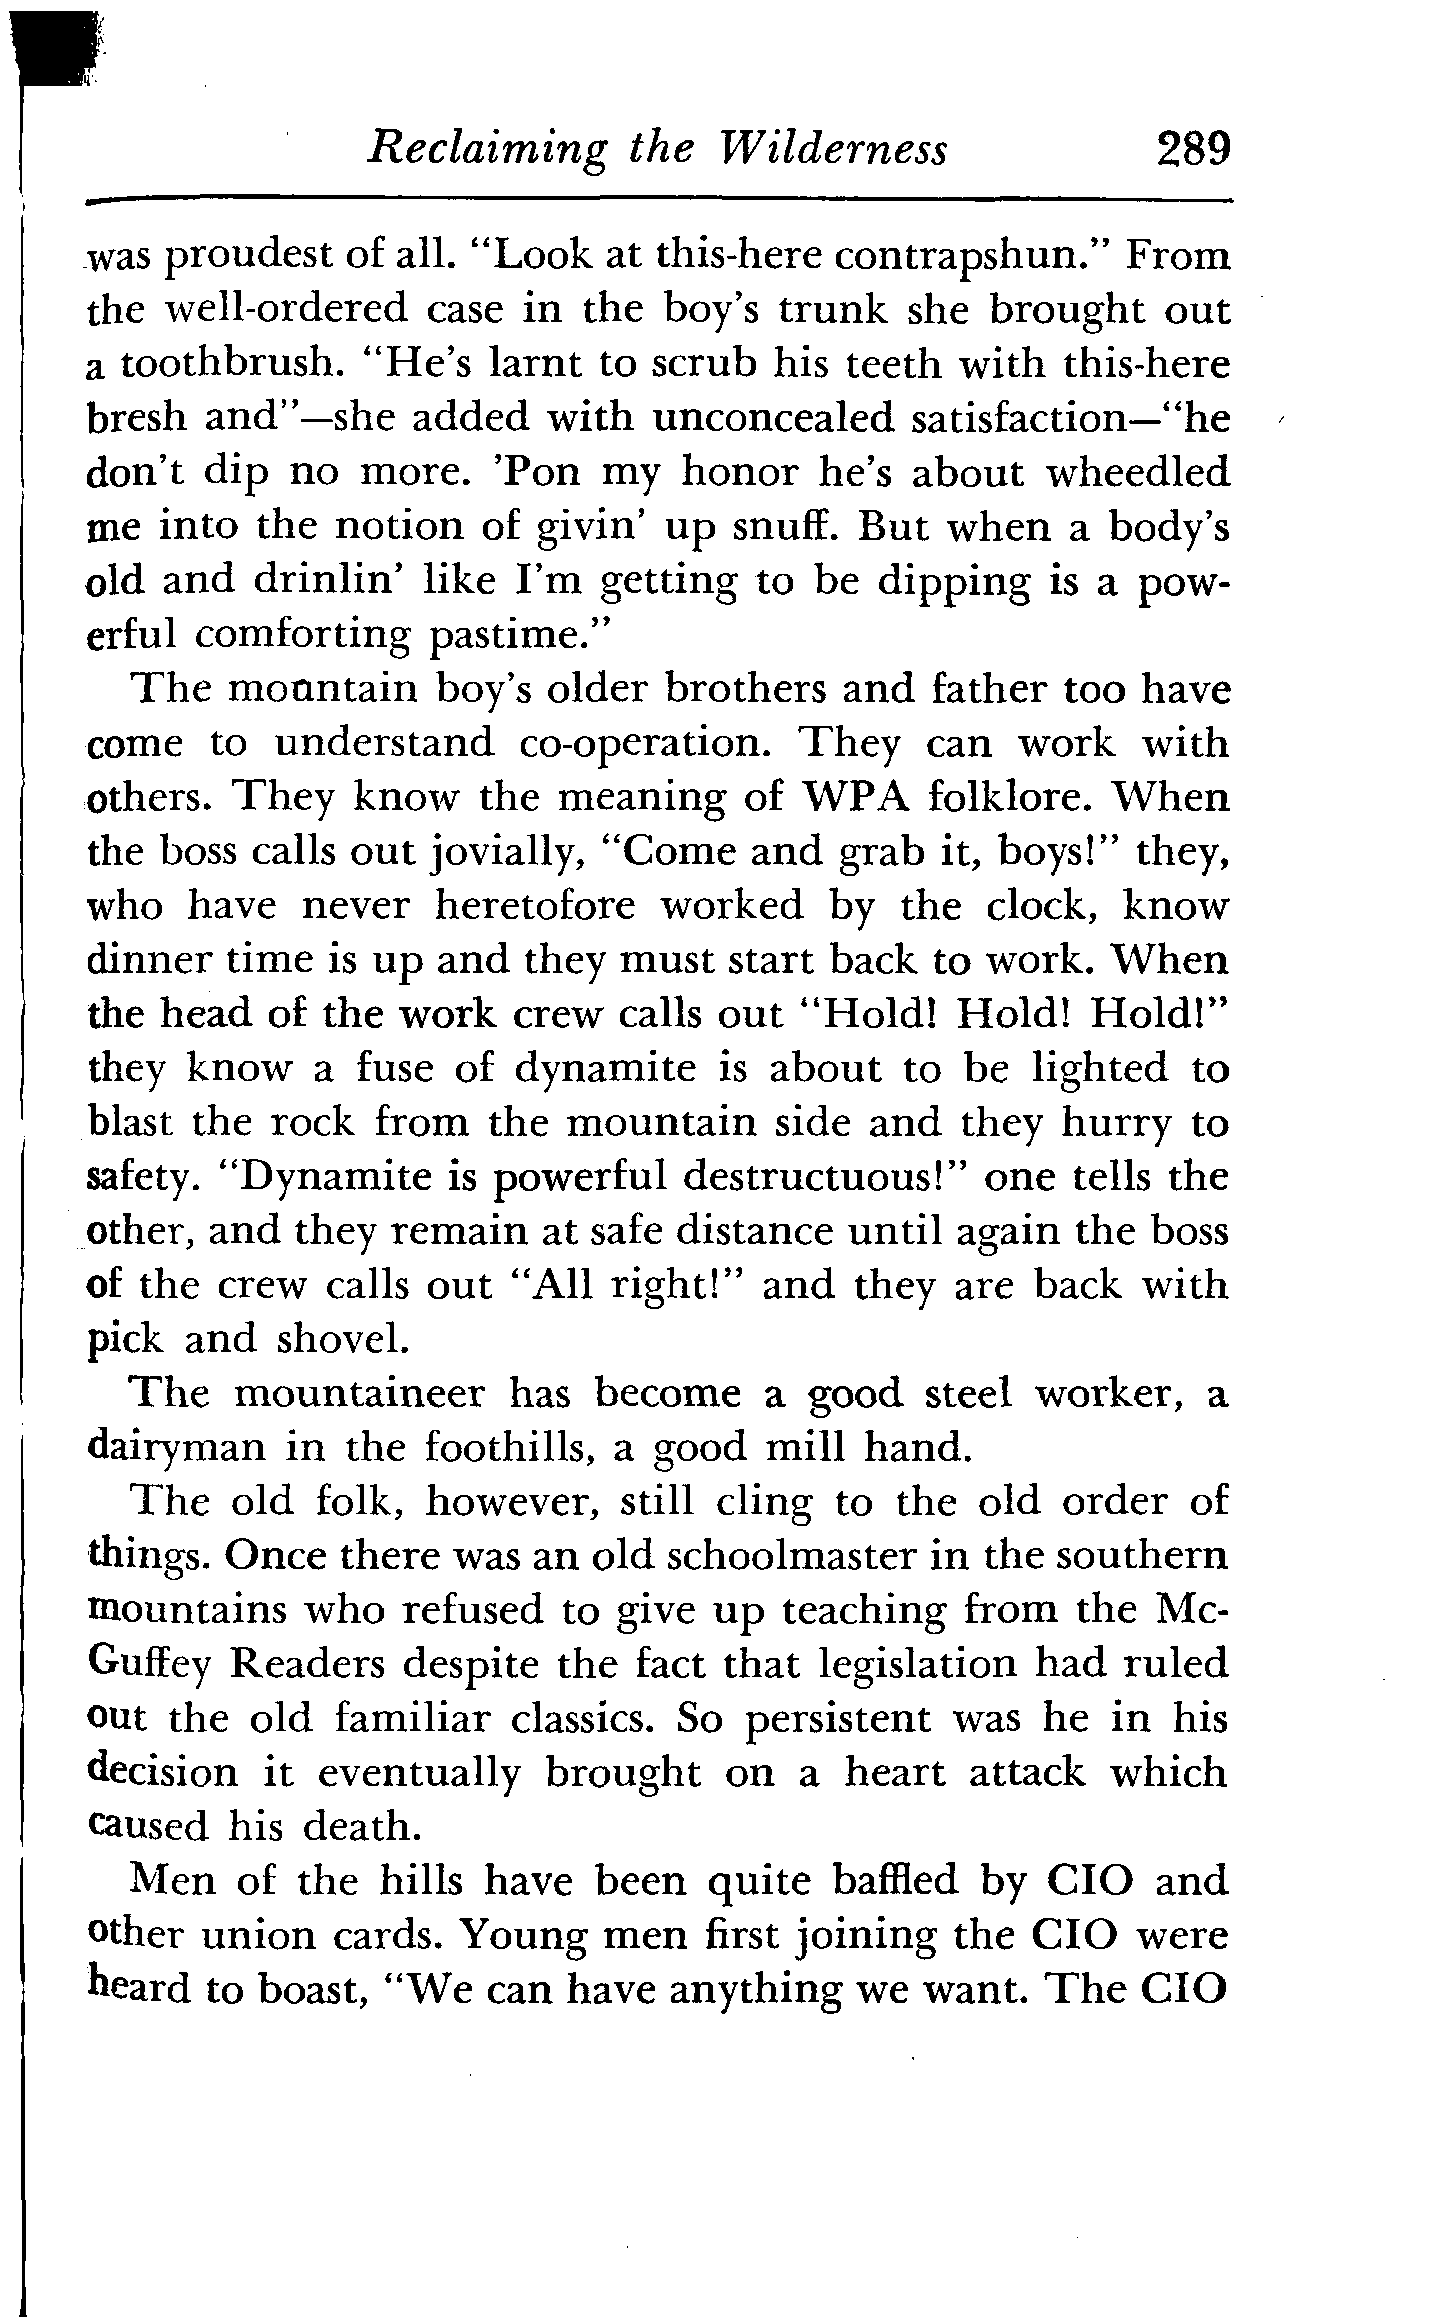 Reclaiming the Wilderness 289
was proudest of all. “Look at this-here contrapshun.” From
the well-ordered case in the boy’s trunk she brought out
a toothbrush. “He’s larnt to scrub his teeth with this-here
bresh and”—she added with unconcealed satisfaction—“he
don’t dip no more. ’Pon my honor he’s about wheedled
me into the notion of givin’ up snuff. But when a body’s
old and drinlin’ like I’m getting to be dipping is a pow-
erful comforting pastime.”
The mountain boy’s older brothers and father too have
come to understand co-operation. They can work with
others. They know the meaning of WPA folklore. When
the boss calls out jovially, “Come and grab it, boys!” they,
who have never heretofore worked by the clock, know
dinner time is up and they must start back to work. When
the head of the work crew calls out “Hold! Hold! Hold!”
they know a fuse of dynamite is about to be lighted to
blast the rock from the mountain side and they hurry to
safety. “Dynamite is powerful destructuous!” one tells the
other, and they remain at safe distance until again the boss
of the crew calls out “All right!” and they are back with
pick and shovel.
The mountaineer has become a good steel worker, a
dairyman in the foothills, a good mill hand.
The old folk, however, still cling to the old order of
things. Once there was an old schoolmaster in the southern
mountains who refused to give up teaching from the Mc-
Guffey Readers despite the fact that legislation had ruled
out the old familiar classics. So persistent was he in his
decision it eventually brought on a heart attack which
caused his death.
Men of the hills have been quite baffled by CIO and
other union cards. Young men first joining the CIO were
heard to boast, “We can have anything we want. The CIO